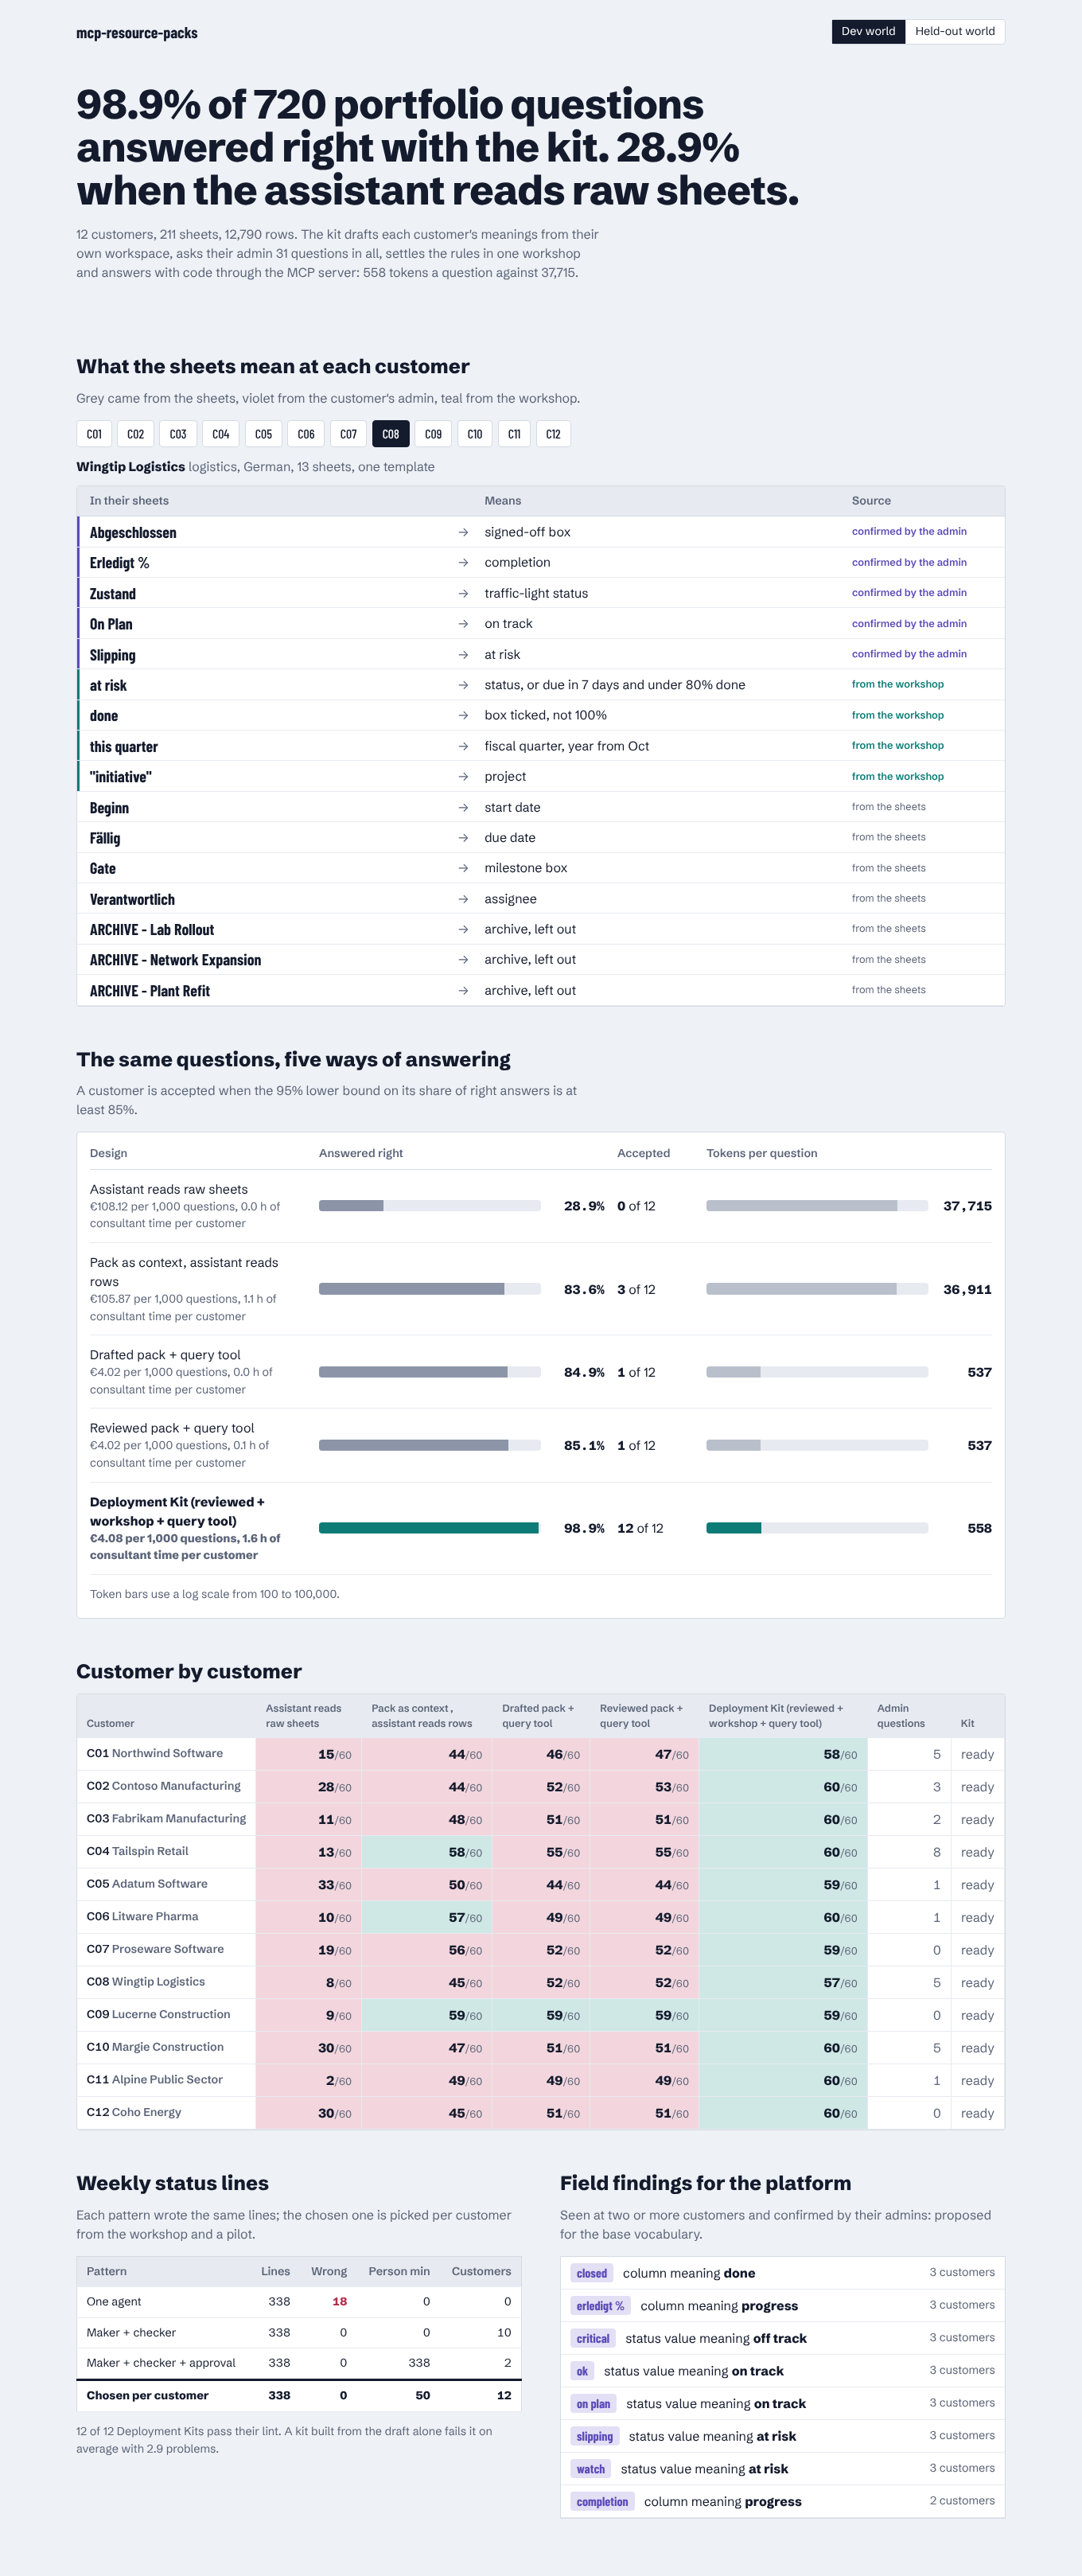 mcp-resource-packs
Dev world Held-out world
98.9% of 720 portfolio questions
answered right with the kit. 28.9%
when the assistant reads raw sheets.
12 customers, 211 sheets, 12,790 rows. The kit drafts each customer's meanings from their
own workspace, asks their admin 31 questions in all, settles the rules in one workshop
and answers with code through the MCP server: 558 tokens a question against 37,715.
What the sheets mean at each customer
Grey came from the sheets, violet from the customer's admin, teal from the workshop.
C01 C02 C03 C04 C05 C06 C07 C08 C09 C10 C11 C12
Wingtip Logistics logistics, German, 13 sheets, one template
In their sheets Means Source
Abgeschlossen → signed-off box confirmed by the admin
Erledigt % → completion confirmed by the admin
Zustand → traffic-light status confirmed by the admin
On Plan → on track confirmed by the admin
Slipping → at risk confirmed by the admin
at risk → status, or due in 7 days and under 80% done from the workshop
done → box ticked, not 100% from the workshop
this quarter → fiscal quarter, year from Oct from the workshop
"initiative" → project from the workshop
Beginn → start date from the sheets
Fällig → due date from the sheets
Gate → milestone box from the sheets
Verantwortlich → assignee from the sheets
ARCHIVE - Lab Rollout → archive, left out from the sheets
ARCHIVE - Network Expansion → archive, left out from the sheets
ARCHIVE - Plant Refit → archive, left out from the sheets
The same questions, five ways of answering
A customer is accepted when the 95% lower bound on its share of right answers is at
least 85%.
Design Answered right Accepted Tokens per question
Assistant reads raw sheets
€108.12 per 1,000 questions, 0.0 h of
consultant time per customer
28.9% 0 of 12 37,715
Pack as context, assistant reads
rows
€105.87 per 1,000 questions, 1.1 h of
consultant time per customer
83.6% 3 of 12 36,911
Drafted pack + query tool
€4.02 per 1,000 questions, 0.0 h of
consultant time per customer
84.9% 1 of 12 537
Reviewed pack + query tool
€4.02 per 1,000 questions, 0.1 h of
consultant time per customer
85.1% 1 of 12 537
Deployment Kit (reviewed +
workshop + query tool)
€4.08 per 1,000 questions, 1.6 h of
consultant time per customer
98.9% 12 of 12 558
Token bars use a log scale from 100 to 100,000.
Customer by customer
Customer Assistant reads raw sheets Pack as context, assistant reads rows Drafted pack + query tool Reviewed pack + query tool Deployment Kit (reviewed + workshop + query tool) Admin questions Kit
C01 Northwind Software 15/60 44/60 46/60 47/60 58/60 5 ready
C02 Contoso Manufacturing 28/60 44/60 52/60 53/60 60/60 3 ready
C03 Fabrikam Manufacturing 11/60 48/60 51/60 51/60 60/60 2 ready
C04 Tailspin Retail 13/60 58/60 55/60 55/60 60/60 8 ready
C05 Adatum Software 33/60 50/60 44/60 44/60 59/60 1 ready
C06 Litware Pharma 10/60 57/60 49/60 49/60 60/60 1 ready
C07 Proseware Software 19/60 56/60 52/60 52/60 59/60 0 ready
C08 Wingtip Logistics 8/60 45/60 52/60 52/60 57/60 5 ready
C09 Lucerne Construction 9/60 59/60 59/60 59/60 59/60 0 ready
C10 Margie Construction 30/60 47/60 51/60 51/60 60/60 5 ready
C11 Alpine Public Sector 2/60 49/60 49/60 49/60 60/60 1 ready
C12 Coho Energy 30/60 45/60 51/60 51/60 60/60 0 ready
Weekly status lines
Each pattern wrote the same lines; the chosen one is picked per customer
from the workshop and a pilot.
Pattern Lines Wrong Person min Customers
One agent 338 18 0 0
Maker + checker 338 0 0 10
Maker + checker + approval 338 0 338 2
Chosen per customer 338 0 50 12
12 of 12 Deployment Kits pass their lint. A kit built from the draft alone fails it on
average with 2.9 problems.
Field findings for the platform
Seen at two or more customers and confirmed by their admins: proposed
for the base vocabulary.
closed column meaning done 3 customers
erledigt % column meaning progress 3 customers
critical status value meaning off track 3 customers
ok status value meaning on track 3 customers
on plan status value meaning on track 3 customers
slipping status value meaning at risk 3 customers
watch status value meaning at risk 3 customers
completion column meaning progress 2 customers